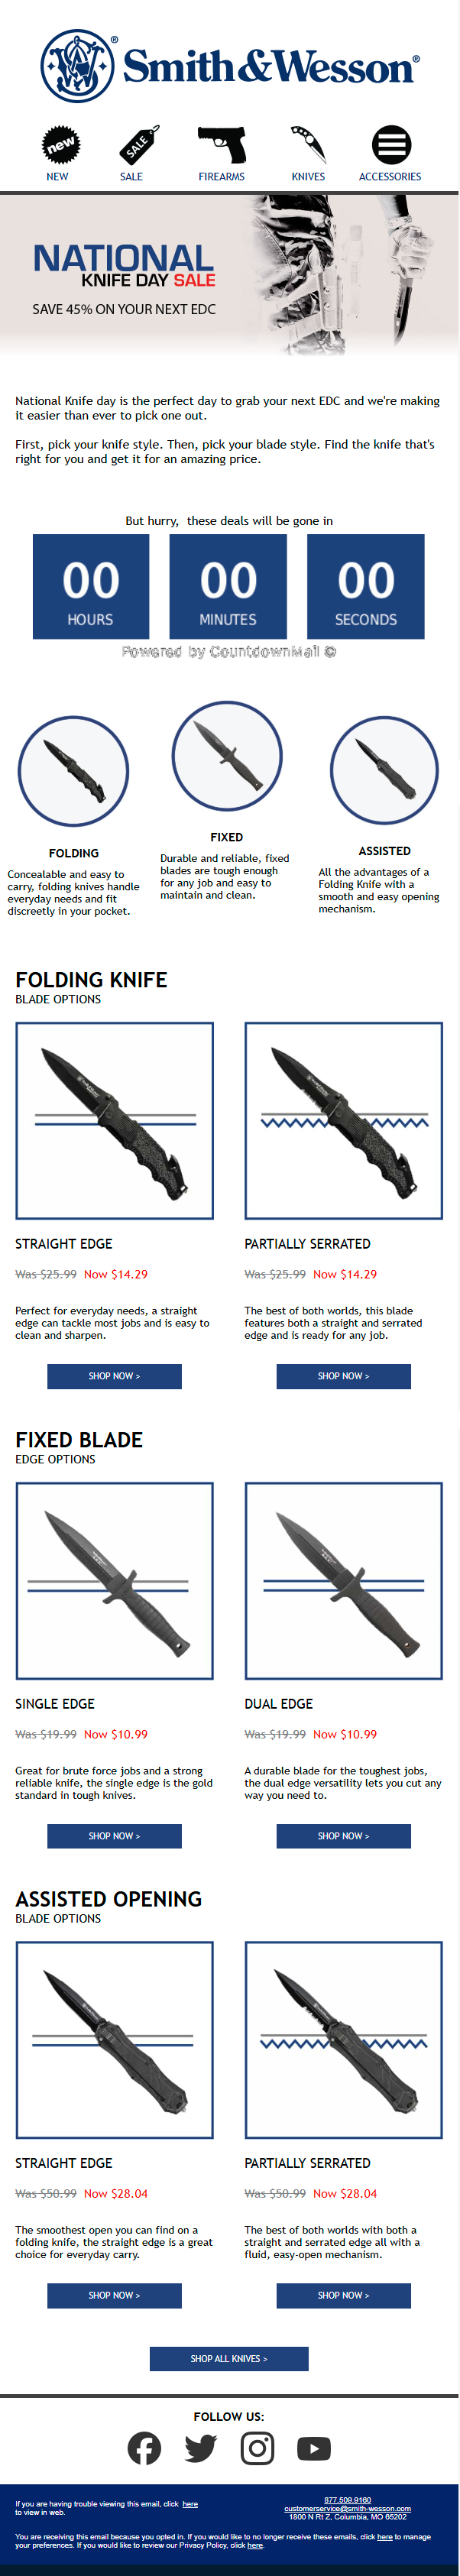 Smith&Wesson®
new
SALE
NEW
SALE
FIREARMS
KNIVES
ACCESSORIES
NATIONAL
KNIFE DAY SALE
SAVE 45% ON YOUR NEXT EDC
National Knife day is the perfect day to grab your next EDC and we're making
it easier than ever to pick one out.
First, pick your knife style. Then, pick your blade style. Find the knife that's
right for you and get it for an amazing price.
But hurry, these deals will be gone in
00 00 00
HOURS MINUTES SECONDS
Powered by CountdownMail ©
FOLDING
Concealable and easy to
carry, folding knives handle
everyday needs and fit
discreetly in your pocket.
FIXED
Durable and reliable, fixed
blades are tough enough
for any job and easy to
maintain and clean.
ASSISTED
All the advantages of a
Folding Knife with a
smooth and easy opening
mechanism.
FOLDING KNIFE
BLADE OPTIONS
STRAIGHT EDGE
Was $25.99 Now $14.29
Perfect for everyday needs, a straight
edge can tackle most jobs and is easy to
clean and sharpen.
SHOP NOW >
PARTIALLY SERRATED
Was $25.99 Now $14.29
The best of both worlds, this blade
features both a straight and serrated
edge and is ready for any job.
SHOP NOW >
FIXED BLADE
EDGE OPTIONS
SINGLE EDGE
Was $19.99 Now $10.99
Great for brute force jobs and a strong
reliable knife, the single edge is the gold
standard in tough knives.
SHOP NOW >
DUAL EDGE
Was $19.99 Now $10.99
A durable blade for the toughest jobs,
the dual edge versatility lets you cut any
way you need to.
SHOP NOW >
ASSISTED OPENING
BLADE OPTIONS
STRAIGHT EDGE
Was $50.99 Now $28.04
The smoothest open you can find on a
folding knife, the straight edge is a great
choice for everyday carry.
SHOP NOW >
PARTIALLY SERRATED
Was $50.99 Now $28.04
The best of both worlds with both a
straight and serrated edge all with a
fluid, easy-open mechanism.
SHOP NOW >
SHOP ALL KNIVES >
FOLLOW US:
If you are having trouble viewing this email, click here
to view in web.
877.509.9160
customerservice@smith-wesson.com
1800 N Rt Z, Columbia, MO 65202
You are receiving this email because you opted in. If you would like to no longer receive these emails, click here to manage
your preferences. If you would like to review our Privacy Policy, click here.